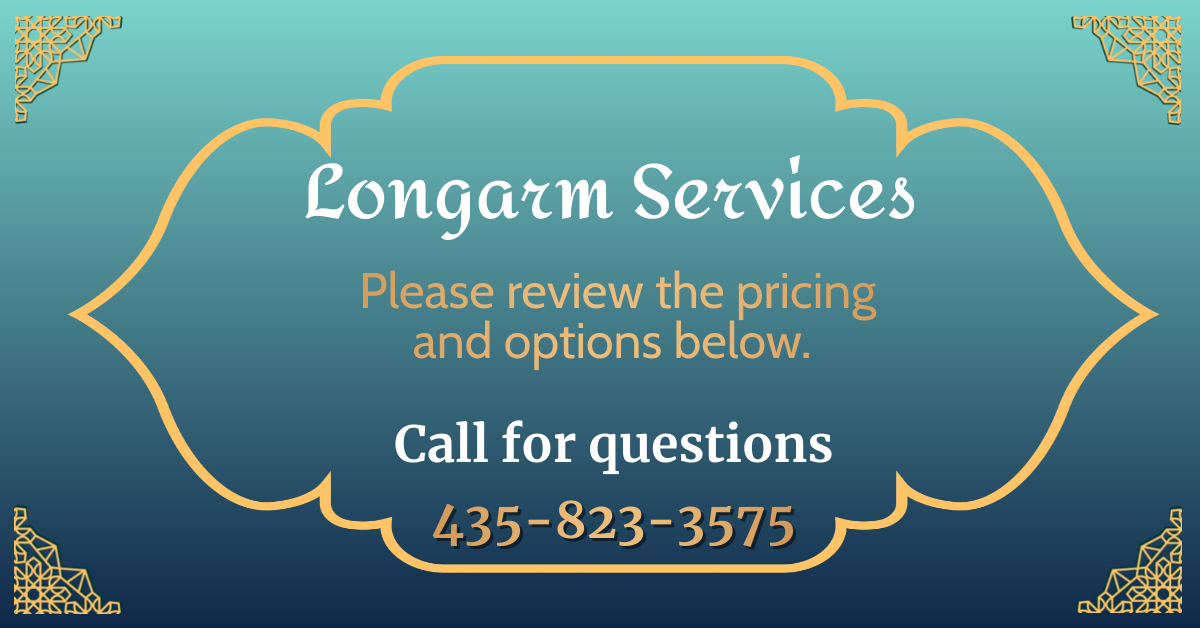 Longarm Services
Please review the pricing
and options below.
Call for questions
435-823-3575